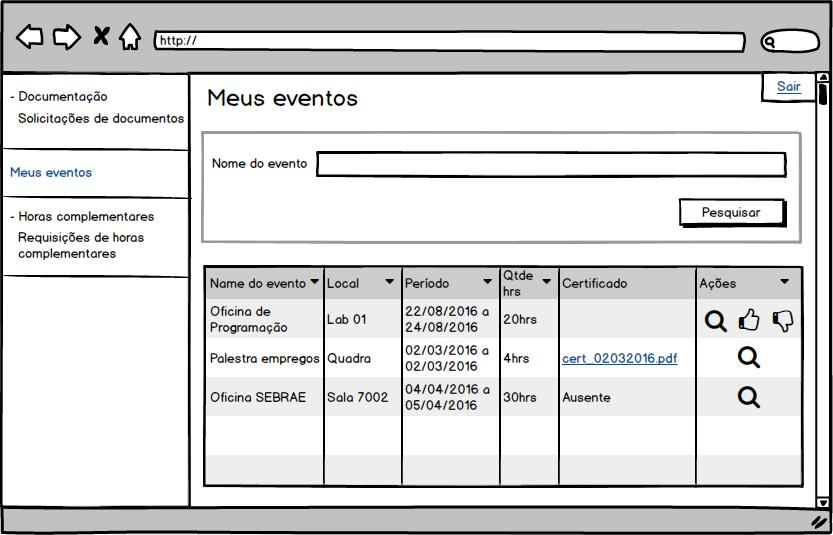 http://
Sair
- Documentação
Solicitações de documentos
Meus eventos
- Horas complementares
Requisições de horas
complementares
Meus eventos
Nome do evento
Pesquisar
Nome do evento Local Período Qtde hrs Certificado Ações
Oficina de Programação Lab 01 22/08/2016 a 24/08/2016 20hrs
Palestra empregos Quadra 02/03/2016 a 02/03/2016 4hrs cert_02032016.pdf
Oficina SEBRAE Sala 7002 04/04/2016 a 05/04/2016 30hrs Ausente